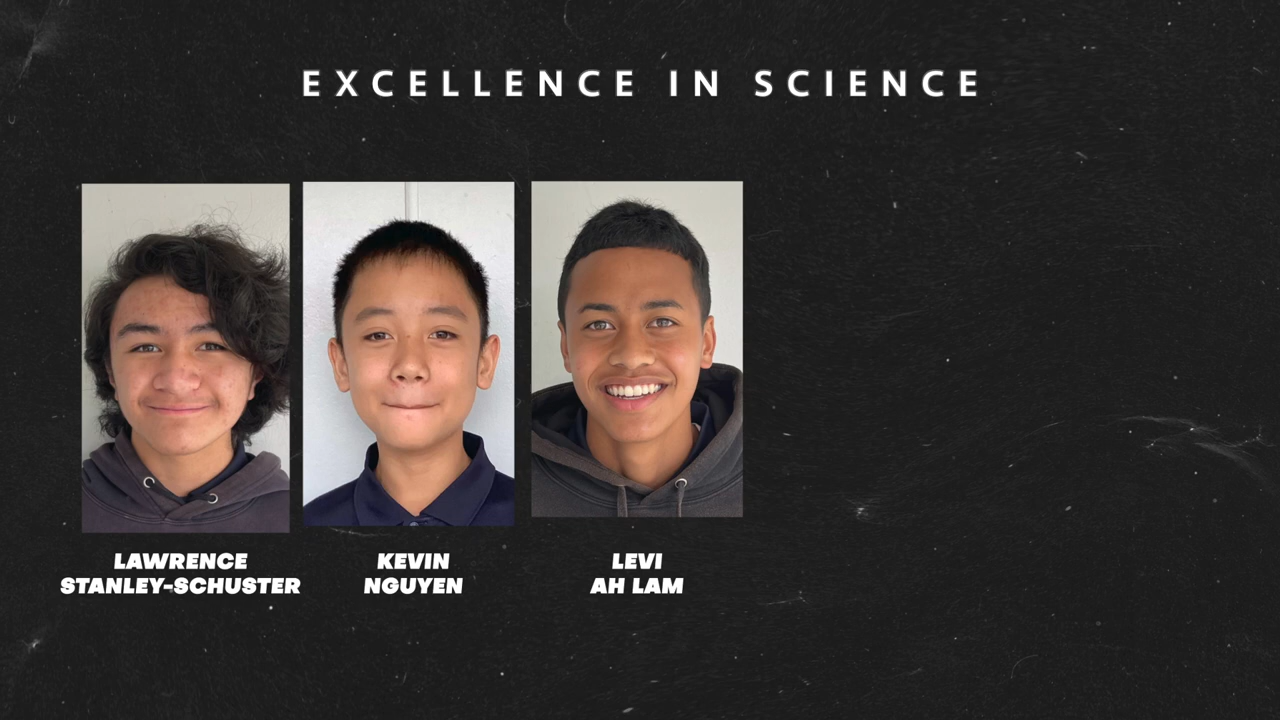 EXCELLENCE IN SCIENCE
LAWRENCE
STANLEY-SCHUSTER
KEVIN
NGUYEN
LEVI
AH LAM